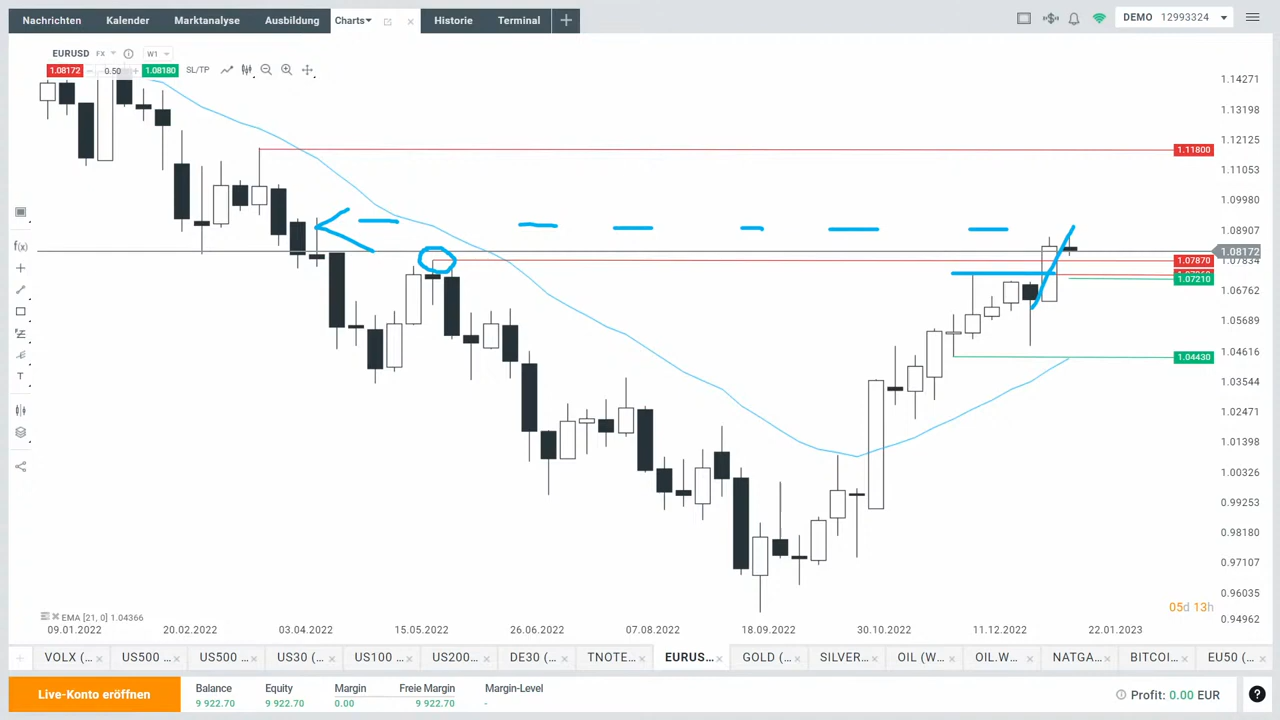 Nachrichten Kalender Marktanalyse Ausbildung Charts Historie Terminal DEMO 12993324
EURUSD FX W1
1.08172 0.50 1.08180 SL/TP
1.14271
1.13198
1.12125
1.11800
1.11053
1.09980
1.08907
1.08172
1.07870
1.07834
1.07210
1.06762
1.05689
1.04616
1.04430
1.03544
1.02471
1.01398
1.00326
0.99253
0.98180
0.97107
0.96035
0.94962
f(x)
T
05d 13h
EMA [21, 0] 1.04366
09.01.2022 20.02.2022 03.04.2022 15.05.2022 26.06.2022 07.08.2022 18.09.2022 30.10.2022 11.12.2022 22.01.2023
VOLX (... US500 ... US500 ... US30 (... US100 ... US200... DE30 (... TNOTE... EURUS... GOLD (... SILVER... OIL (W... OIL.W... NATGA... BITCOI... EU50 (...
Live-Konto eröffnen
Balance Equity Margin Freie Margin Margin-Level
9 922.70 9 922.70 0.00 9 922.70 -
Profit: 0.00 EUR